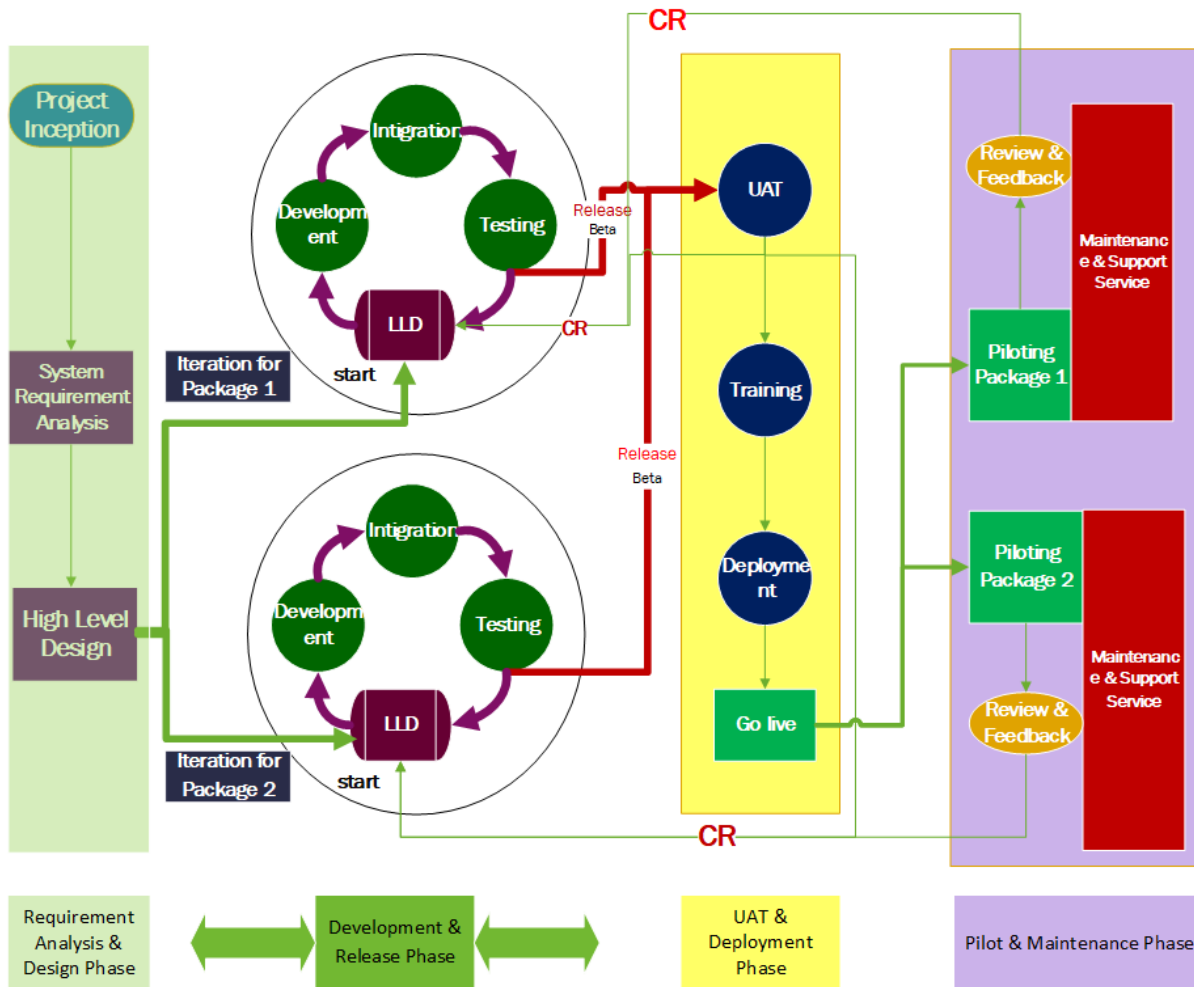 CR
Project
Inception
Intigration
Development
Testing
Release
Beta
LLD
CR
start
Iteration for
Package 1
System
Requirement
Analysis
High Level
Design
Intigration
Developm
ent
Testing
Release
Beta
LLD
start
Iteration for
Package 2
UAT
Training
Deployme
nt
Go live
CR
Review &
Feedback
Maintenanc
e & Support
Service
Piloting
Package 1
Piloting
Package 2
Maintenanc
e & Support
Service
Review &
Feedback
Requirement
Analysis &
Design Phase
Development &
Release Phase
UAT &
Deployment
Phase
Pilot & Maintenance Phase